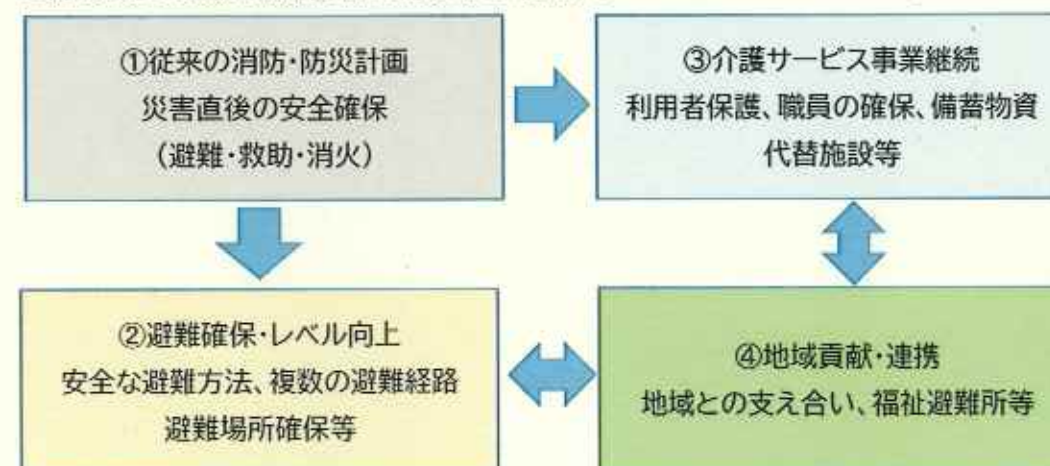 ①従来の消防・防災計画
災害直後の安全確保
（避難・救助・消火）
③介護サービス事業継続
利用者保護、職員の確保、備蓄物資
代替施設等
②避難確保・レベル向上
安全な避難方法、複数の避難経路
避難場所確保等
④地域貢献・連携
地域との支え合い、福祉避難所等